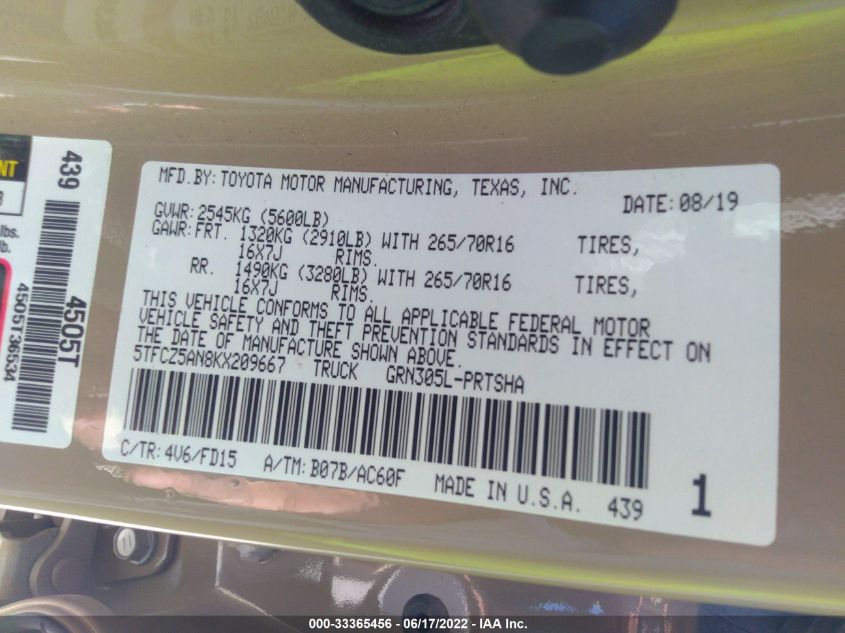 NT
lbs.
lb.
439
4505T
4505T36534
MFD.BY:TOYOTA MOTOR MANUFACTURING, TEXAS, INC.
DATE:08/19
GVWR:2545KG (5600LB)
GAWR:FRT. 1320KG (2910LB) WITH 265/70R16 TIRES,
16X7J RIMS.
RR. 1490KG (3280LB) WITH 265/70R16 TIRES,
16X7J RIMS.
THIS VEHICLE CONFORMS TO ALL APPLICABLE FEDERAL MOTOR
VEHICLE SAFETY AND THEFT PREVENTION STANDARDS IN EFFECT ON
THE DATE OF MANUFACTURE SHOWN ABOVE.
5TFCZ5AN8KX209667 TRUCK GRN305L-PRTSHA
C/TR:4V6/FD15 A/TM:B07B/AC60F MADE IN U.S.A. 439 1
000-33365456 - 06/17/2022 - IAA Inc.